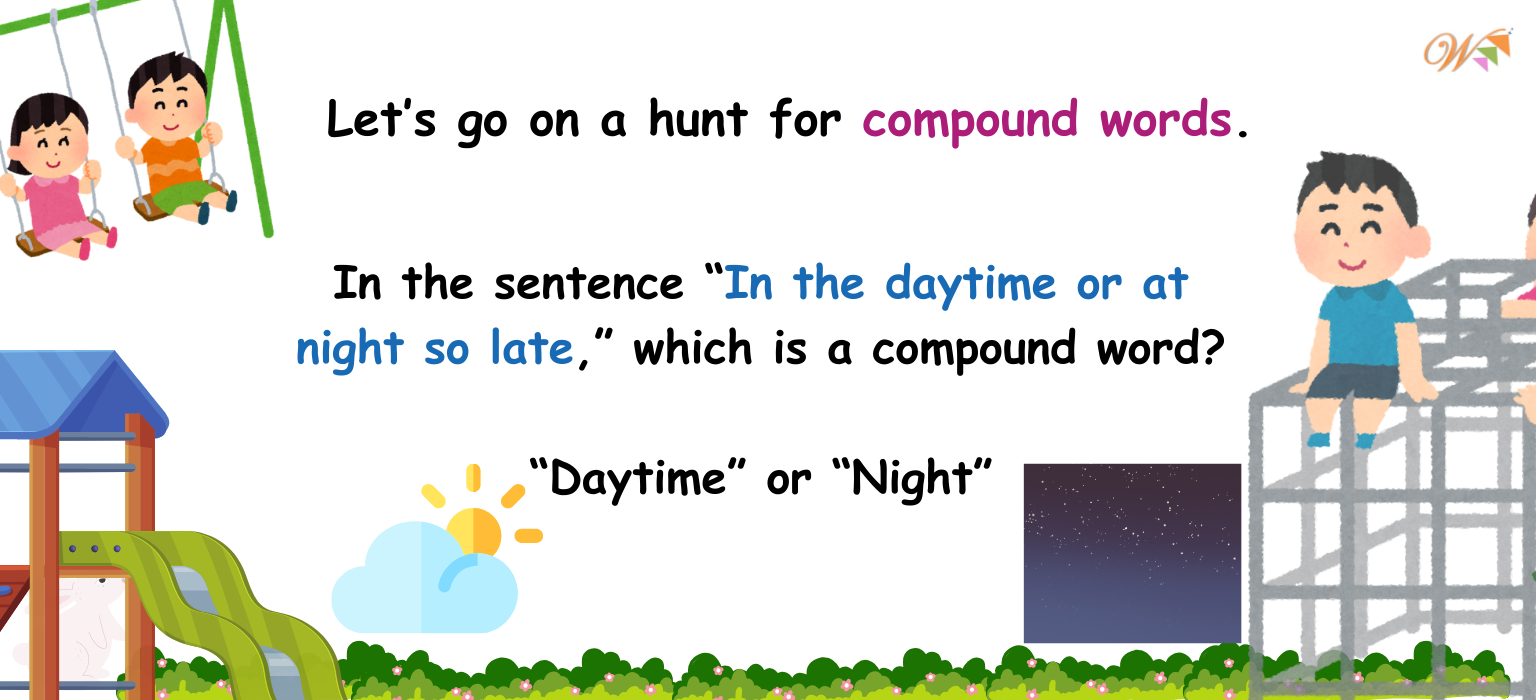 Let’s go on a hunt for compound words.
In the sentence “In the daytime or at
night so late,” which is a compound word?
“Daytime” or “Night”
W